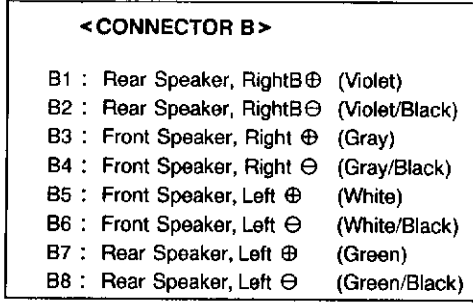 <CONNECTOR B>
B1 : Rear Speaker, RightB⊕ (Violet)
B2 : Rear Speaker, RightB⊖ (Violet/Black)
B3 : Front Speaker, Right ⊕ (Gray)
B4 : Front Speaker, Right ⊖ (Gray/Black)
B5 : Front Speaker, Left ⊕ (White)
B6 : Front Speaker, Left ⊖ (White/Black)
B7 : Rear Speaker, Left ⊕ (Green)
B8 : Rear Speaker, Left ⊖ (Green/Black)